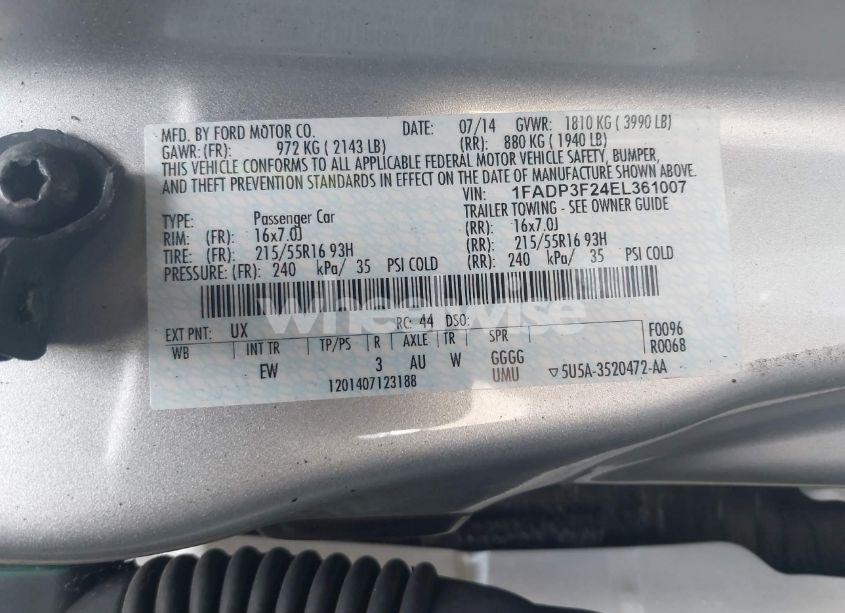 MFD. BY FORD MOTOR CO. DATE: 07/14 GVWR: 1810 KG ( 3990 LB)
GAWR: (FR): 972 KG ( 2143 LB) (RR): 880 KG ( 1940 LB)
THIS VEHICLE CONFORMS TO ALL APPLICABLE FEDERAL MOTOR VEHICLE SAFETY, BUMPER,
AND THEFT PREVENTION STANDARDS IN EFFECT ON THE DATE OF MANUFACTURE SHOWN ABOVE.
VIN: 1FADP3F24EL361007
TYPE: Passenger Car TRAILER TOWING - SEE OWNER GUIDE
RIM: (FR): 16x7.0J (RR): 16x7.0J
TIRE: (FR): 215/55R16 93H (RR): 215/55R16 93H
PRESSURE: (FR): 240 kPa/ 35 PSI COLD (RR): 240 kPa/ 35 PSI COLD
wheelwise
EXT PNT: UX RC: 44 DSO: F0096
WB INT TR TP/PS R AXLE TR SPR R0068
EW 3 AU W GGGG
UMU ▽5U5A-3520472-AA
1201407123188